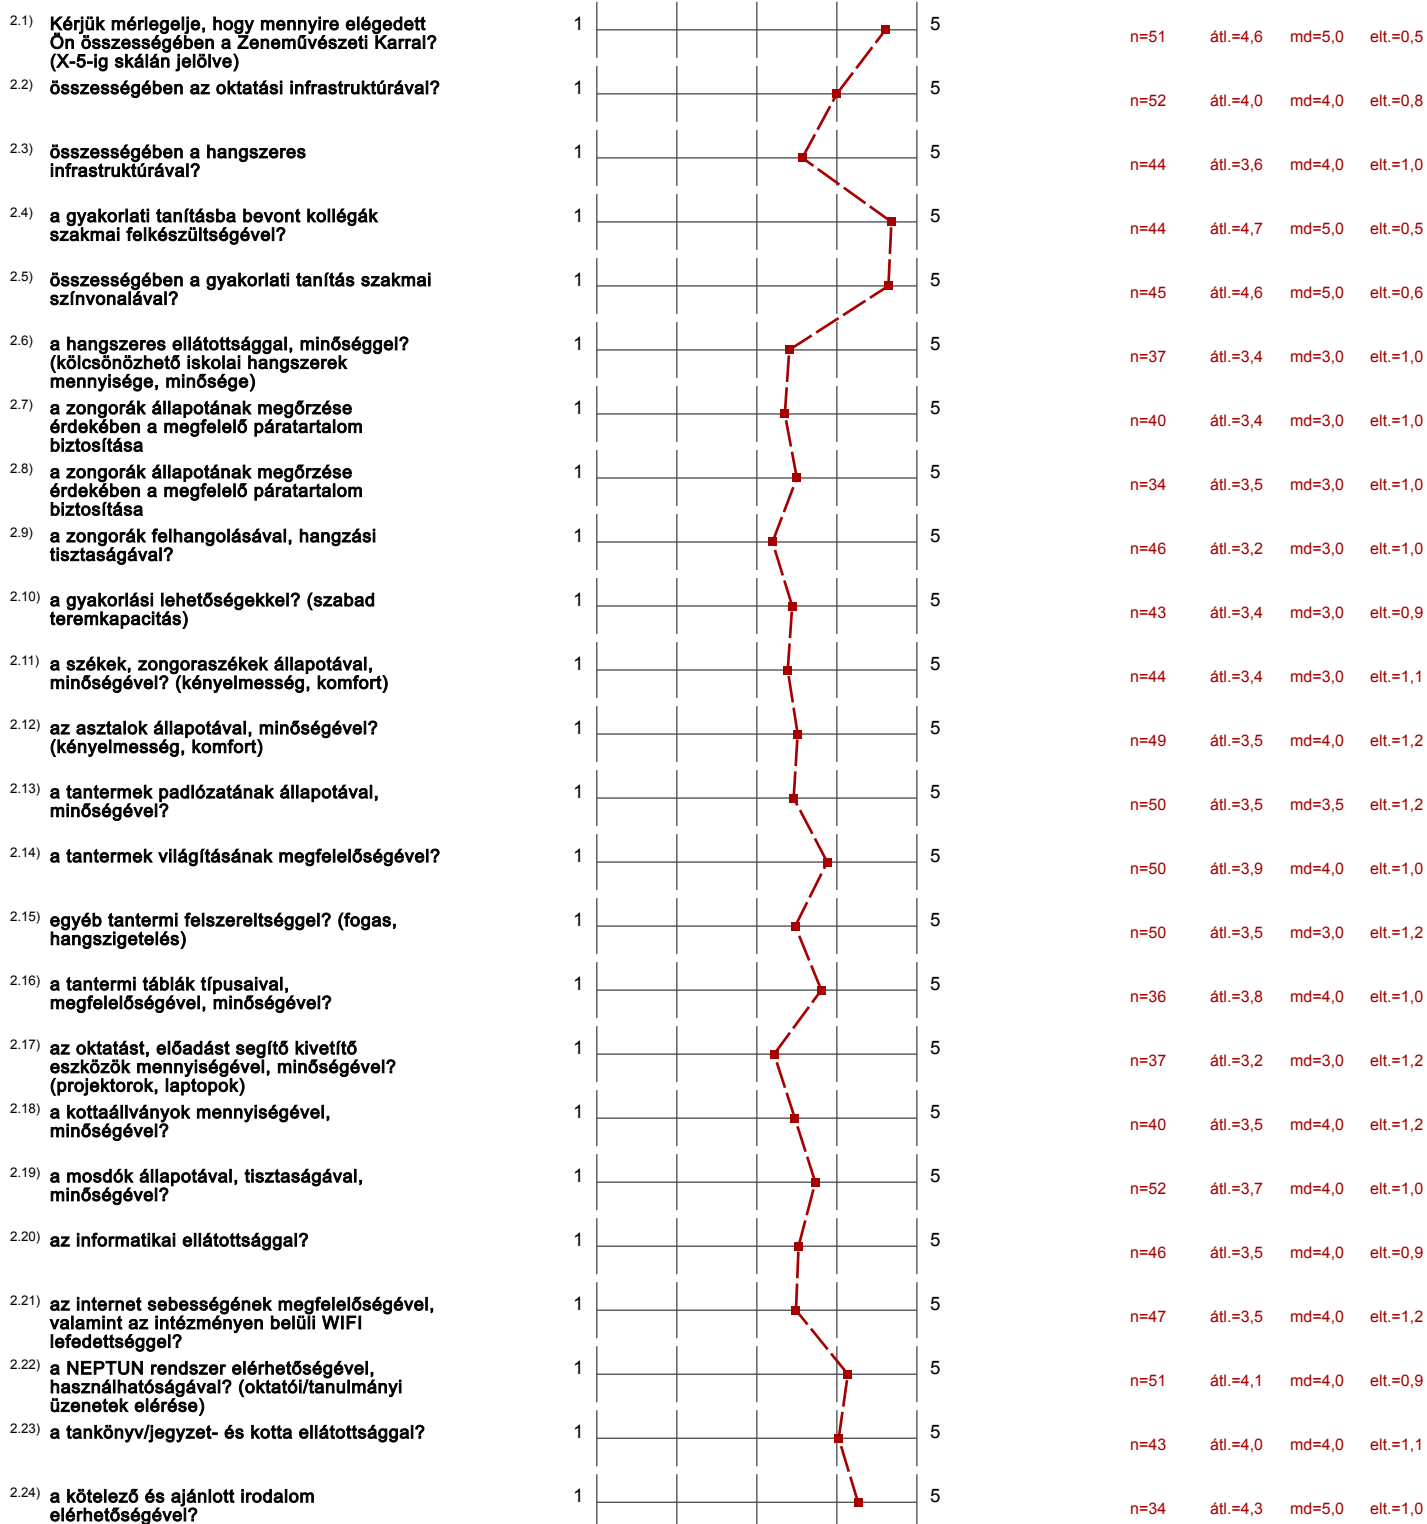 2.1) Kérjük mérlegelje, hogy mennyire elégedett
Ön összességében a Zeneművészeti Karral?
(X-5-ig skálán jelölve)
1 5
n=51 átl.=4,6 md=5,0 elt.=0,5
2.2) összességében az oktatási infrastruktúrával?
1 5
n=52 átl.=4,0 md=4,0 elt.=0,8
2.3) összességében a hangszeres
infrastruktúrával?
1 5
n=44 átl.=3,6 md=4,0 elt.=1,0
2.4) a gyakorlati tanításba bevont kollégák
szakmai felkészültségével?
1 5
n=44 átl.=4,7 md=5,0 elt.=0,5
2.5) összességében a gyakorlati tanítás szakmai
színvonalával?
1 5
n=45 átl.=4,6 md=5,0 elt.=0,6
2.6) a hangszeres ellátottsággal, minőséggel?
(kölcsönözhető iskolai hangszerek
mennyisége, minősége)
1 5
n=37 átl.=3,4 md=3,0 elt.=1,0
2.7) a zongorák állapotának megőrzése
érdekében a megfelelő páratartalom
biztosítása
1 5
n=40 átl.=3,4 md=3,0 elt.=1,0
2.8) a zongorák állapotának megőrzése
érdekében a megfelelő páratartalom
biztosítása
1 5
n=34 átl.=3,5 md=3,0 elt.=1,0
2.9) a zongorák felhangolásával, hangzási
tisztaságával?
1 5
n=46 átl.=3,2 md=3,0 elt.=1,0
2.10) a gyakorlási lehetőségekkel? (szabad
teremkapacitás)
1 5
n=43 átl.=3,4 md=3,0 elt.=0,9
2.11) a székek, zongoraszékek állapotával,
minőségével? (kényelmesség, komfort)
1 5
n=44 átl.=3,4 md=3,0 elt.=1,1
2.12) az asztalok állapotával, minőségével?
(kényelmesség, komfort)
1 5
n=49 átl.=3,5 md=4,0 elt.=1,2
2.13) a tantermek padlózatának állapotával,
minőségével?
1 5
n=50 átl.=3,5 md=3,5 elt.=1,2
2.14) a tantermek világításának megfelelőségével?
1 5
n=50 átl.=3,9 md=4,0 elt.=1,0
2.15) egyéb tantermi felszereltséggel? (fogas,
hangszigetelés)
1 5
n=50 átl.=3,5 md=3,0 elt.=1,2
2.16) a tantermi táblák típusaival,
megfelelőségével, minőségével?
1 5
n=36 átl.=3,8 md=4,0 elt.=1,0
2.17) az oktatást, előadást segítő kivetítő
eszközök mennyiségével, minőségével?
(projektorok, laptopok)
1 5
n=37 átl.=3,2 md=3,0 elt.=1,2
2.18) a kottaállványok mennyiségével,
minőségével?
1 5
n=40 átl.=3,5 md=4,0 elt.=1,2
2.19) a mosdók állapotával, tisztaságával,
minőségével?
1 5
n=52 átl.=3,7 md=4,0 elt.=1,0
2.20) az informatikai ellátottsággal?
1 5
n=46 átl.=3,5 md=4,0 elt.=0,9
2.21) az internet sebességének megfelelőségével,
valamint az intézményen belüli WIFI
lefedettséggel?
1 5
n=47 átl.=3,5 md=4,0 elt.=1,2
2.22) a NEPTUN rendszer elérhetőségével,
használhatóságával? (oktatói/tanulmányi
üzenetek elérése)
1 5
n=51 átl.=4,1 md=4,0 elt.=0,9
2.23) a tankönyv/jegyzet- és kotta ellátottsággal?
1 5
n=43 átl.=4,0 md=4,0 elt.=1,1
2.24) a kötelező és ajánlott irodalom
elérhetőségével?
1 5
n=34 átl.=4,3 md=5,0 elt.=1,0